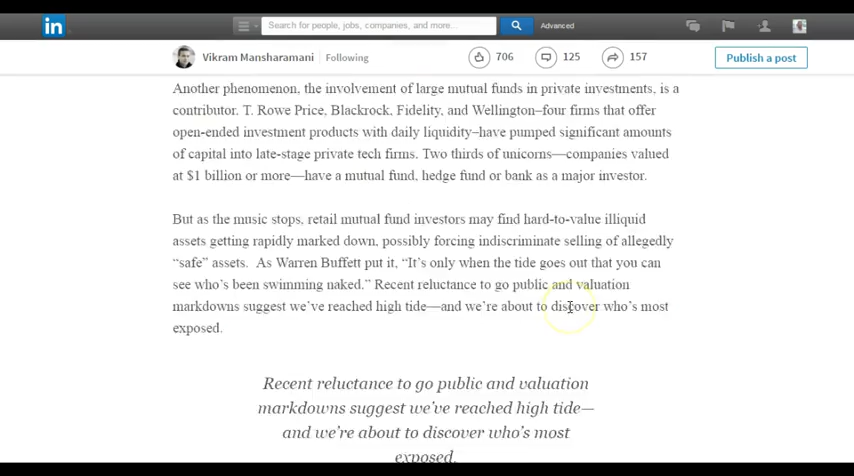 in
Search for people, jobs, companies, and more...
Advanced
Vikram Mansharamani Following 706 125 157 Publish a post
Another phenomenon, the involvement of large mutual funds in private investments, is a
contributor. T. Rowe Price, Blackrock, Fidelity, and Wellington–four firms that offer
open-ended investment products with daily liquidity–have pumped significant amounts
of capital into late-stage private tech firms. Two thirds of unicorns—companies valued
at $1 billion or more—have a mutual fund, hedge fund or bank as a major investor.
But as the music stops, retail mutual fund investors may find hard-to-value illiquid
assets getting rapidly marked down, possibly forcing indiscriminate selling of allegedly
“safe” assets. As Warren Buffett put it, “It’s only when the tide goes out that you can
see who’s been swimming naked.” Recent reluctance to go public and valuation
markdowns suggest we’ve reached high tide—and we’re about to discover who’s most
exposed.
Recent reluctance to go public and valuation
markdowns suggest we’ve reached high tide—
and we’re about to discover who’s most
exposed.